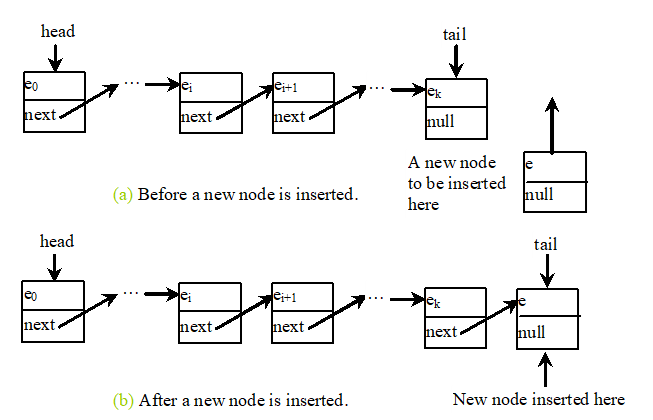 head
tail
e0 … ei ei+1 … ek
next next next null
A new node
to be inserted
here
e
null
(a) Before a new node is inserted.
head
tail
e0 … ei ei+1 … ek e
next next next next null
(b) After a new node is inserted.
New node inserted here